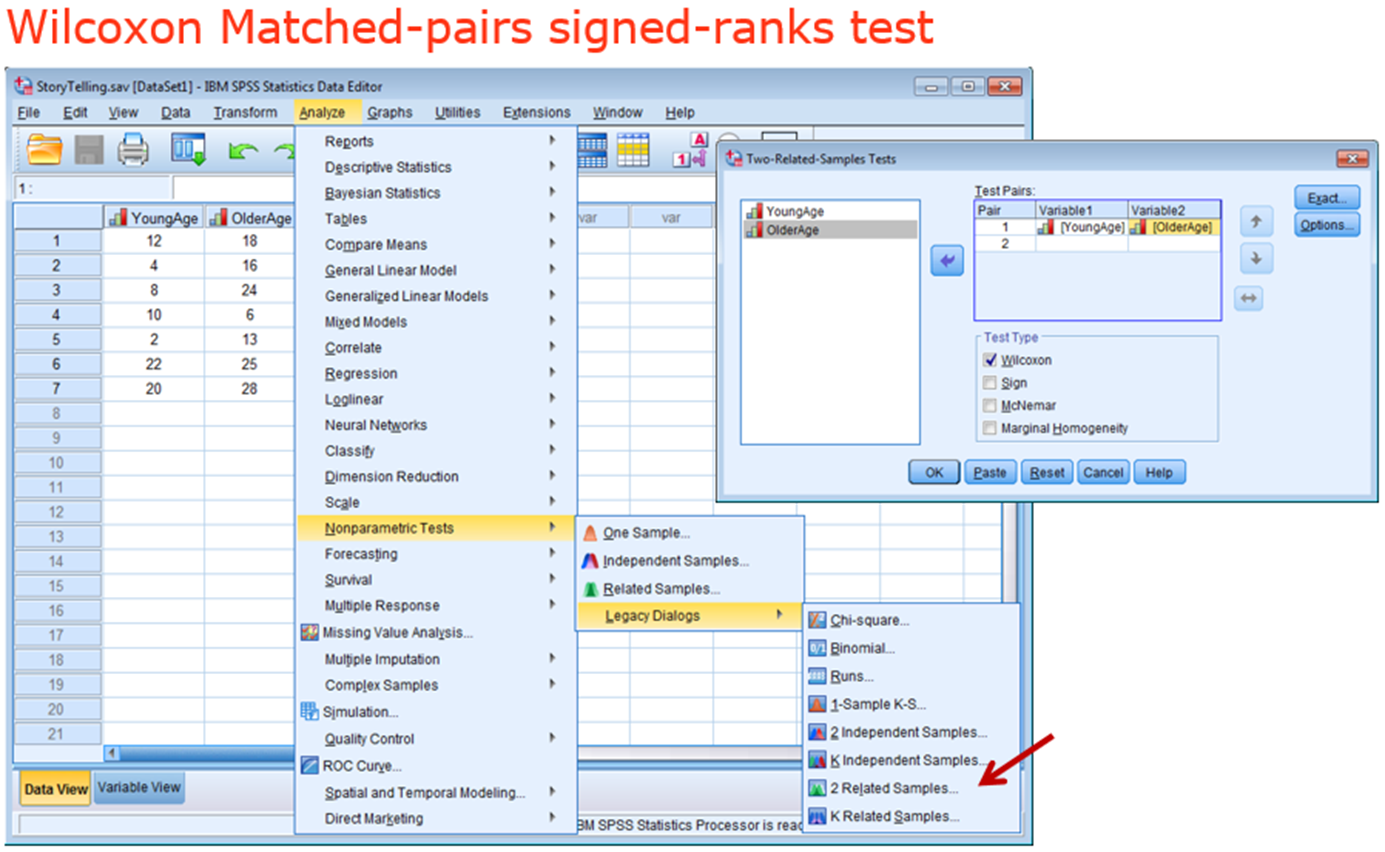 Wilcoxon Matched-pairs signed-ranks test
StoryTelling.sav [DataSet1] - IBM SPSS Statistics Data Editor
File Edit View Data Transform Analyze Graphs Utilities Extensions Window Help
1 :
YoungAge OlderAge var var
1 12 18
2 4 16
3 8 24
4 10 6
5 2 13
6 22 25
7 20 28
8
9
10
11
12
13
14
15
16
17
18
19
20
21
Data View Variable View
IBM SPSS Statistics Processor is
Reports
Descriptive Statistics
Bayesian Statistics
Tables
Compare Means
General Linear Model
Generalized Linear Models
Mixed Models
Correlate
Regression
Loglinear
Neural Networks
Classify
Dimension Reduction
Scale
Nonparametric Tests
Forecasting
Survival
Multiple Response
Missing Value Analysis...
Multiple Imputation
Complex Samples
Simulation...
Quality Control
ROC Curve...
Spatial and Temporal Modeling...
Direct Marketing
One Sample...
Independent Samples...
Related Samples...
Legacy Dialogs
Chi-square...
Binomial...
Runs...
1-Sample K-S...
2 Independent Samples...
K Independent Samples...
2 Related Samples...
K Related Samples...
Two-Related-Samples Tests
YoungAge
OlderAge
Test Pairs:
Pair Variable1 Variable2
1 [YoungAge] [OlderAge]
2
Exact...
Options...
Test Type
Wilcoxon
Sign
McNemar
Marginal Homogeneity
OK Paste Reset Cancel Help